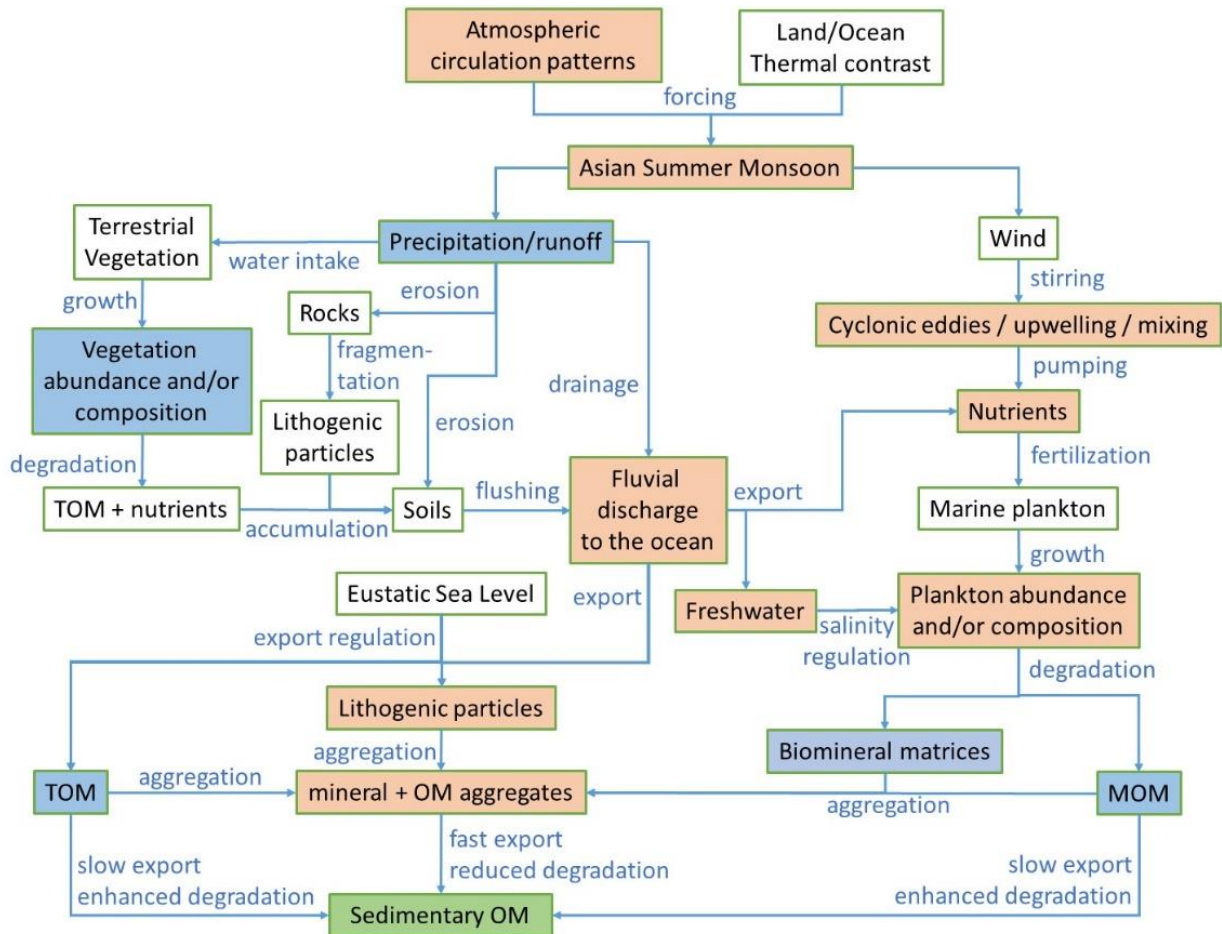 Atmospheric
circulation patterns
Land/Ocean
Thermal contrast
forcing
Asian Summer Monsoon
Terrestrial
Vegetation
water intake
Precipitation/runoff
Wind
growth
erosion
stirring
Rocks
Cyclonic eddies / upwelling / mixing
Vegetation
abundance and/or
composition
fragmen-
tation
drainage
pumping
Lithogenic
particles
erosion
Nutrients
degradation
fertilization
TOM + nutrients
accumulation
Soils
flushing
Fluvial
discharge
to the ocean
export
Marine plankton
growth
Eustatic Sea Level
export
Freshwater
salinity
regulation
Plankton abundance
and/or composition
export regulation
degradation
Lithogenic particles
aggregation
Biomineral matrices
TOM
aggregation
mineral + OM aggregates
aggregation
MOM
slow export
enhanced degradation
fast export
reduced degradation
slow export
enhanced degradation
Sedimentary OM